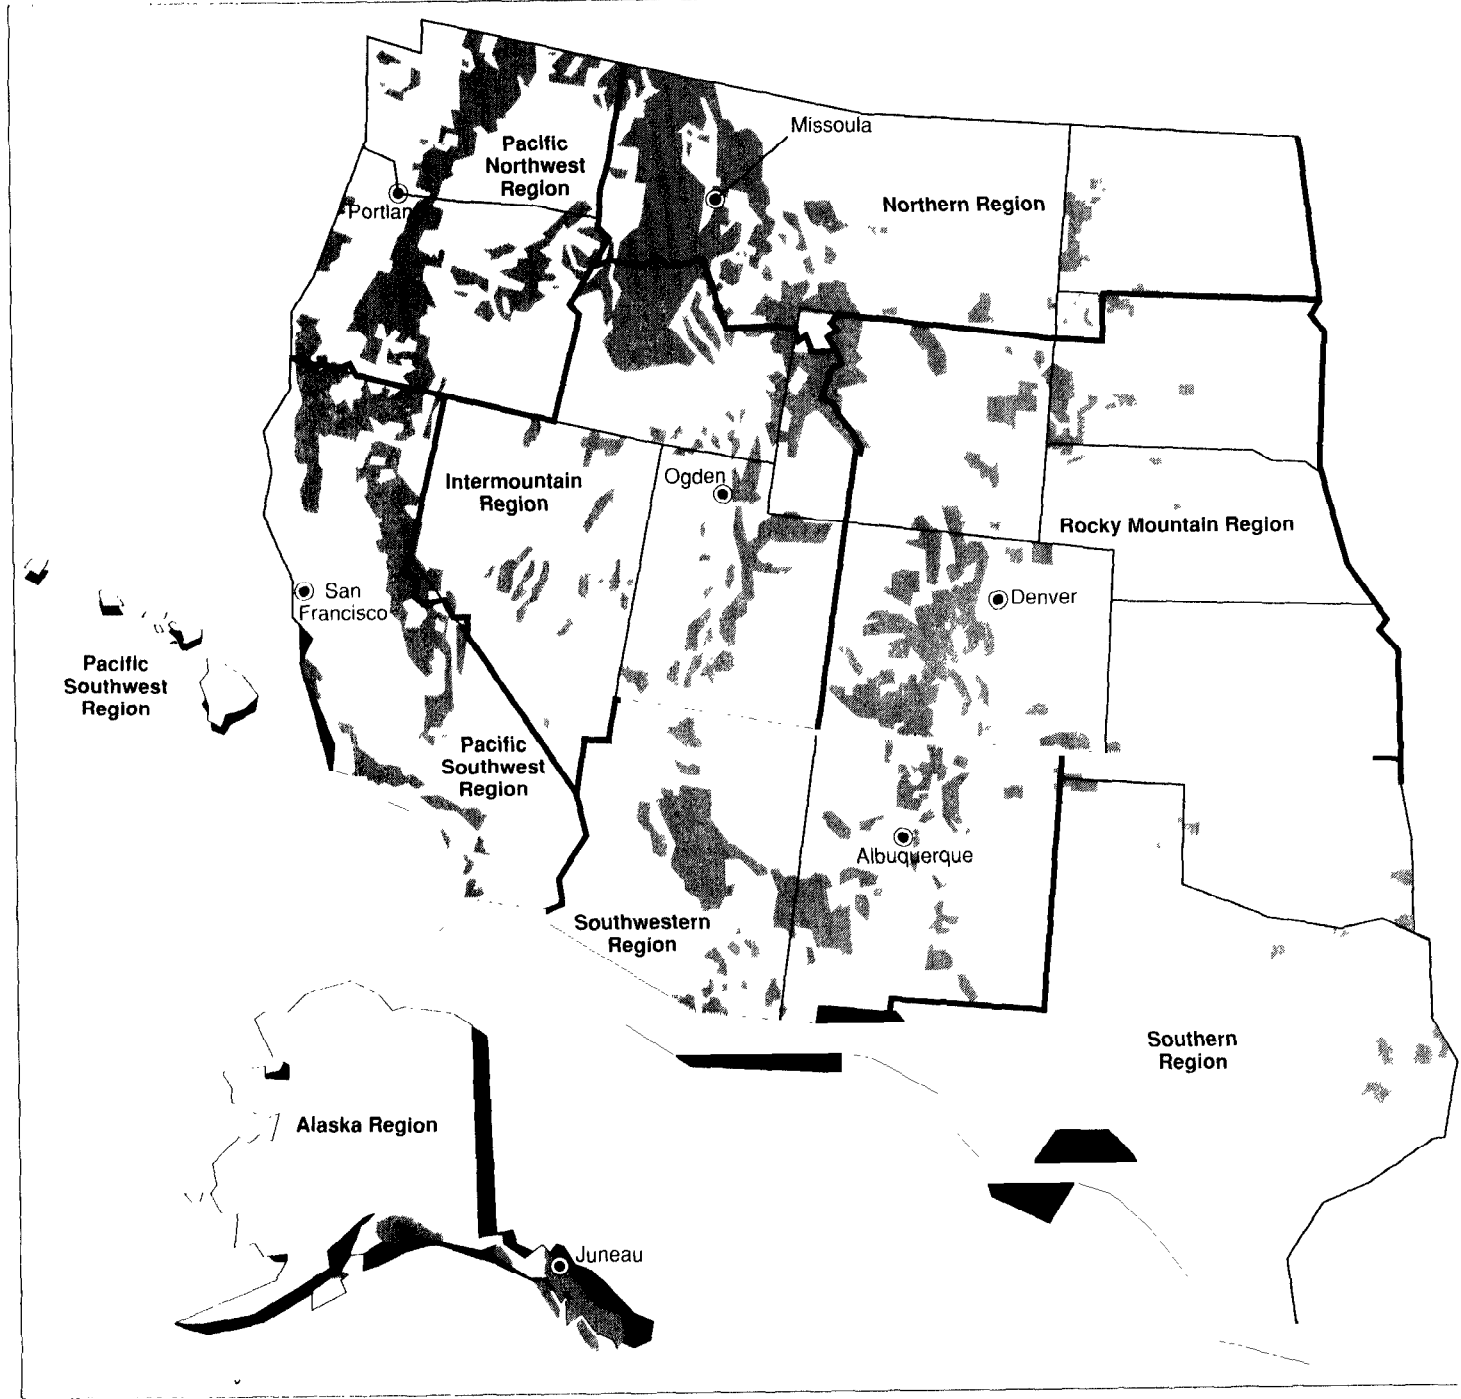 Missoula
Pacific
Northwest
Region
Portlan
Northern Region
Intermountain
Region
Ogden
Rocky Mountain Region
San
Francisco
Denver
Pacific
Southwest
Region
Pacific
Southwest
Region
Albuquerque
Southwestern
Region
Southern
Region
Alaska Region
Juneau